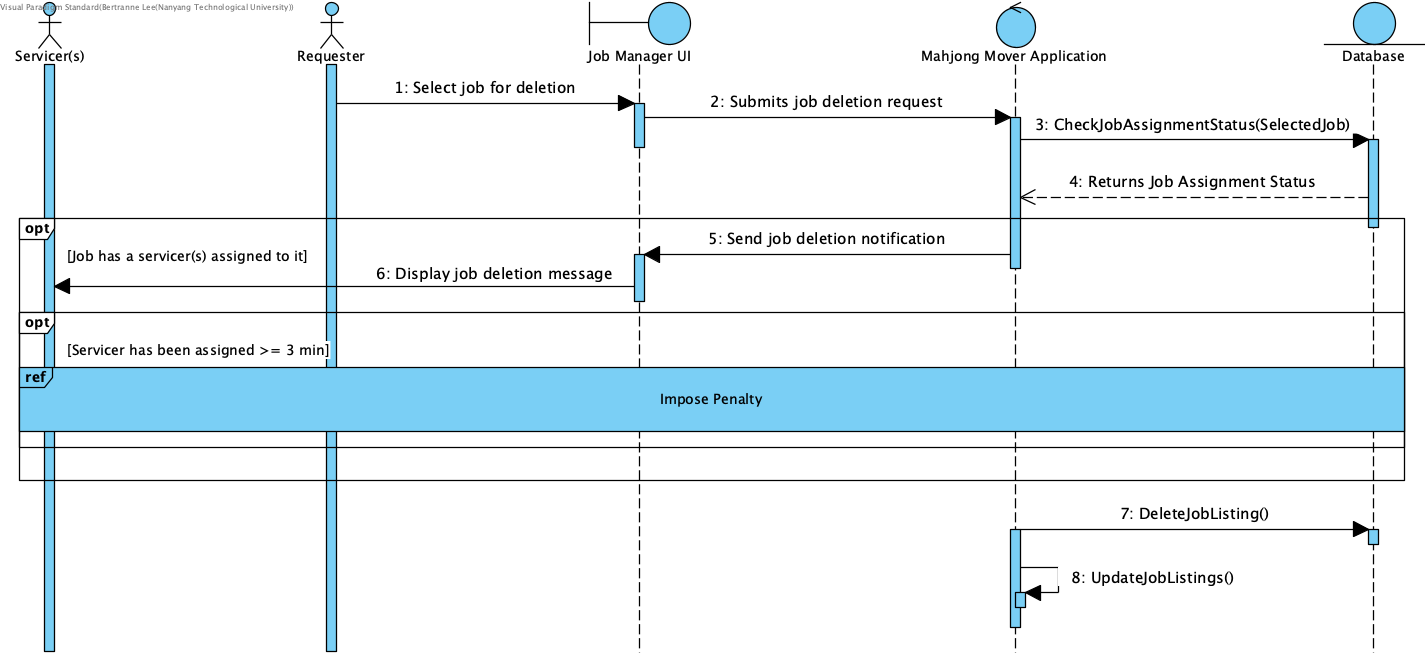 Visual Paradigm Standard(Bertranne Lee(Nanyang Technological University))
Servicer(s)
Requester
Job Manager UI
Mahjong Mover Application
Database
1: Select job for deletion
2: Submits job deletion request
3: CheckJobAssignmentStatus(SelectedJob)
4: Returns Job Assignment Status
opt
5: Send job deletion notification
[Job has a servicer(s) assigned to it]
6: Display job deletion message
opt
[Servicer has been assigned >= 3 min]
ref
Impose Penalty
7: DeleteJobListing()
8: UpdateJobListings()